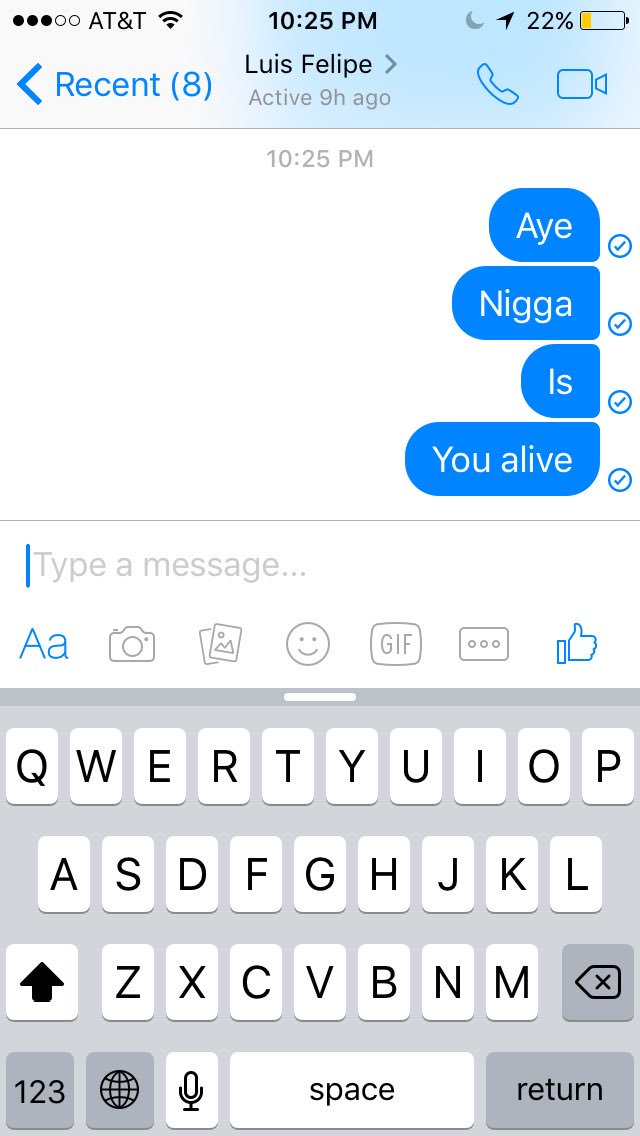 AT&T 10:25 PM 22%
Recent (8) Luis Felipe
Active 9h ago
10:25 PM
Aye
Nigga
Is
You alive
Type a message...
Aa GIF
Q W E R T Y U I O P
A S D F G H J K L
Z X C V B N M
123 space return